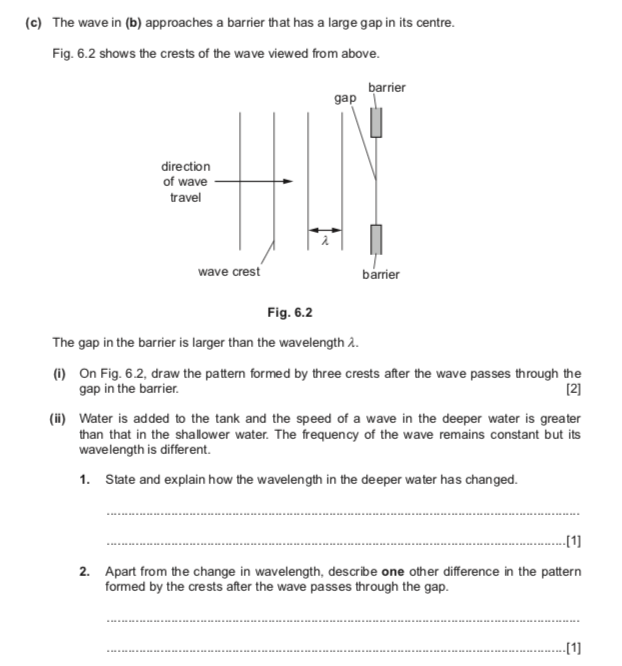 (c) The wave in (b) approaches a barrier that has a large gap in its centre.
Fig. 6.2 shows the crests of the wave viewed from above.
barrier
gap
direction
of wave
travel
λ
wave crest
barrier
Fig. 6.2
The gap in the barrier is larger than the wavelength λ.
(i) On Fig. 6.2, draw the pattern formed by three crests after the wave passes through the
gap in the barrier. [2]
(ii) Water is added to the tank and the speed of a wave in the deeper water is greater
than that in the shallower water. The frequency of the wave remains constant but its
wavelength is different.
1. State and explain how the wavelength in the deeper water has changed.
[1]
2. Apart from the change in wavelength, describe one other difference in the pattern
formed by the crests after the wave passes through the gap.
[1]